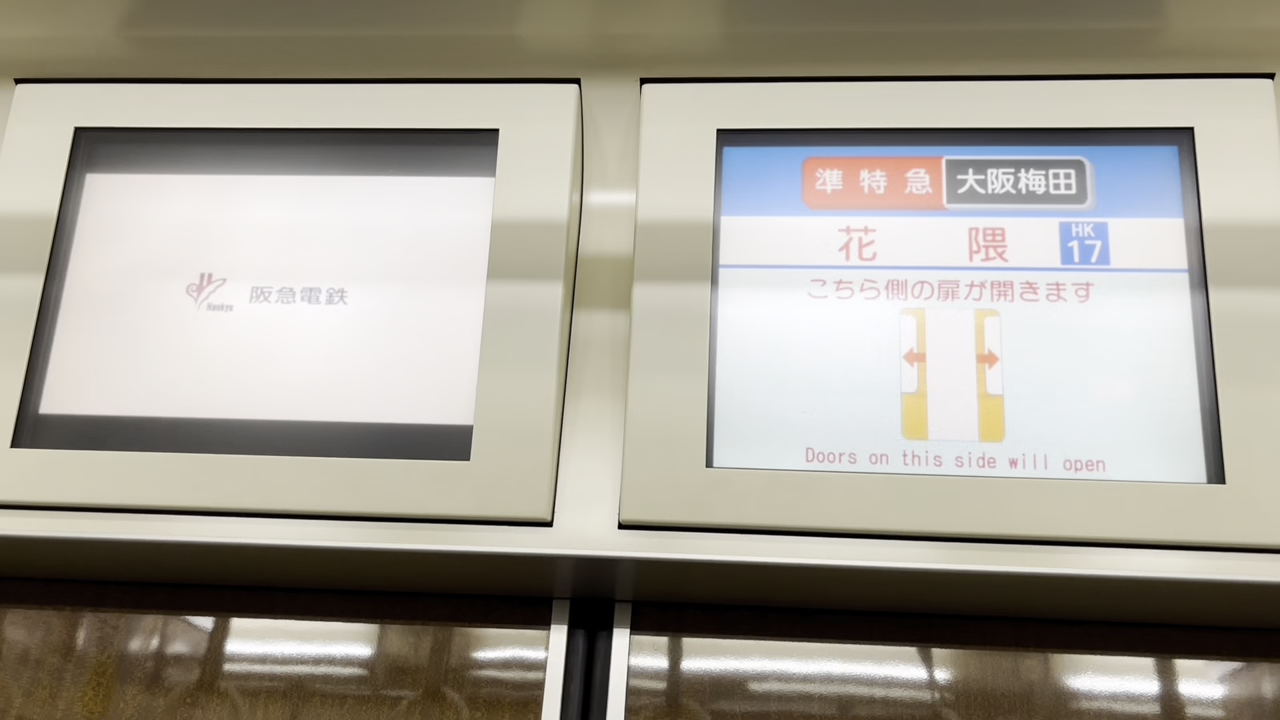 Hankyu
阪急電鉄
準特急 大阪梅田
花隈 HK 17
こちら側の扉が開きます
Doors on this side will open